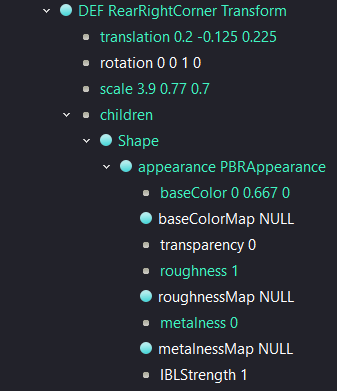 DEF RearRightCorner Transform
translation 0.2 -0.125 0.225
rotation 0 0 1 0
scale 3.9 0.77 0.7
children
Shape
appearance PBRAppearance
baseColor 0 0.667 0
baseColorMap NULL
transparency 0
roughness 1
roughnessMap NULL
metalness 0
metalnessMap NULL
IBLStrength 1